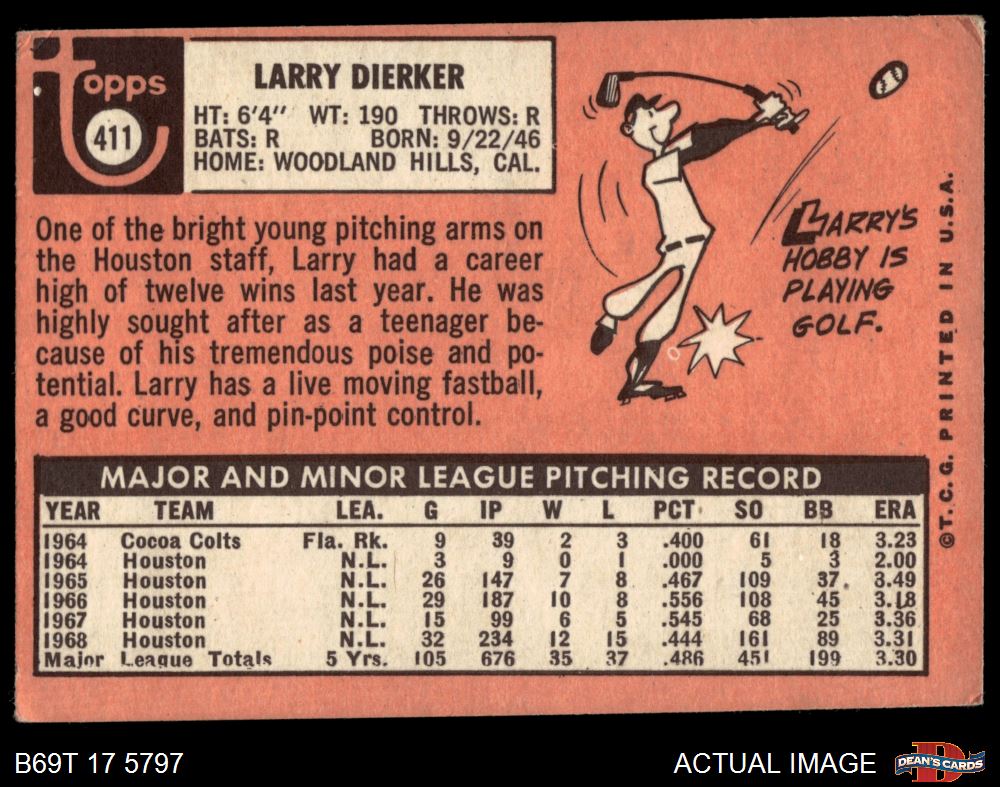 topps
411
LARRY DIERKER
HT: 6'4" WT: 190 THROWS: R
BATS: R BORN: 9/22/46
HOME: WOODLAND HILLS, CAL.
One of the bright young pitching arms on
the Houston staff, Larry had a career
high of twelve wins last year. He was
highly sought after as a teenager be-
cause of his tremendous poise and po-
tential. Larry has a live moving fastball,
a good curve, and pin-point control.
LARRY'S
HOBBY IS
PLAYING
GOLF.
©T.C.G. PRINTED IN U.S.A.
MAJOR AND MINOR LEAGUE PITCHING RECORD
YEAR TEAM LEA. G IP W L PCT. SO BB ERA
1964 Cocoa Colts Fla. Rk. 9 39 2 3 .400 61 18 3.23
1964 Houston N.L. 3 9 0 1 .000 5 3 2.00
1965 Houston N.L. 26 147 7 8 .467 109 37 3.49
1966 Houston N.L. 29 187 10 8 .556 108 45 3.18
1967 Houston N.L. 15 99 6 5 .545 68 25 3.36
1968 Houston N.L. 32 234 12 15 .444 161 89 3.31
Major League Totals 5 Yrs. 105 676 35 37 .486 451 199 3.30
B69T 17 5797
ACTUAL IMAGE
DEAN'S CARDS